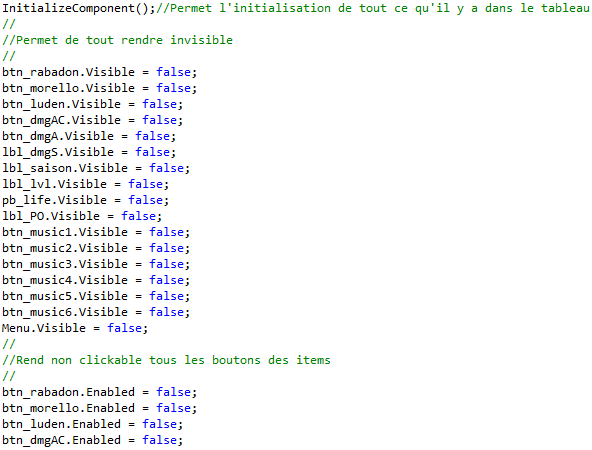 InitializeComponent();//Permet l'initialisation de tout ce qu'il y a dans le tableau
//
//Permet de tout rendre invisible
//
btn_rabadon.Visible = false;
btn_morello.Visible = false;
btn_luden.Visible = false;
btn_dmgAC.Visible = false;
btn_dmgA.Visible = false;
lbl_dmgS.Visible = false;
lbl_saison.Visible = false;
lbl_lvl.Visible = false;
pb_life.Visible = false;
lbl_PO.Visible = false;
btn_music1.Visible = false;
btn_music2.Visible = false;
btn_music3.Visible = false;
btn_music4.Visible = false;
btn_music5.Visible = false;
btn_music6.Visible = false;
Menu.Visible = false;
//
//Rend non clickable tous les boutons des items
//
btn_rabadon.Enabled = false;
btn_morello.Enabled = false;
btn_luden.Enabled = false;
btn_dmgAC.Enabled = false;